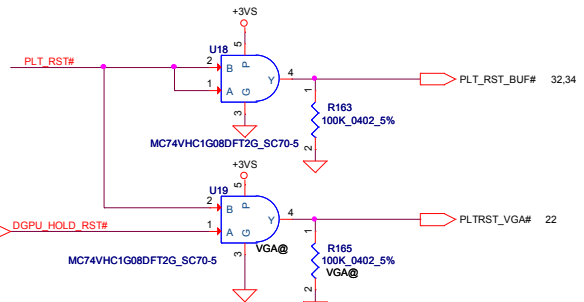 +3VS
U18
5
PLT_RST#
2
B
P
Y
4
PLT_RST_BUF# 32,34
1
A
G
3
1
R163
100K_0402_5%
2
MC74VHC1G08DFT2G_SC70-5
+3VS
U19
5
2
B
P
Y
4
PLTRST_VGA# 22
DGPU_HOLD_RST#
1
A
G
3
VGA@
1
R165
100K_0402_5%
VGA@
2
MC74VHC1G08DFT2G_SC70-5